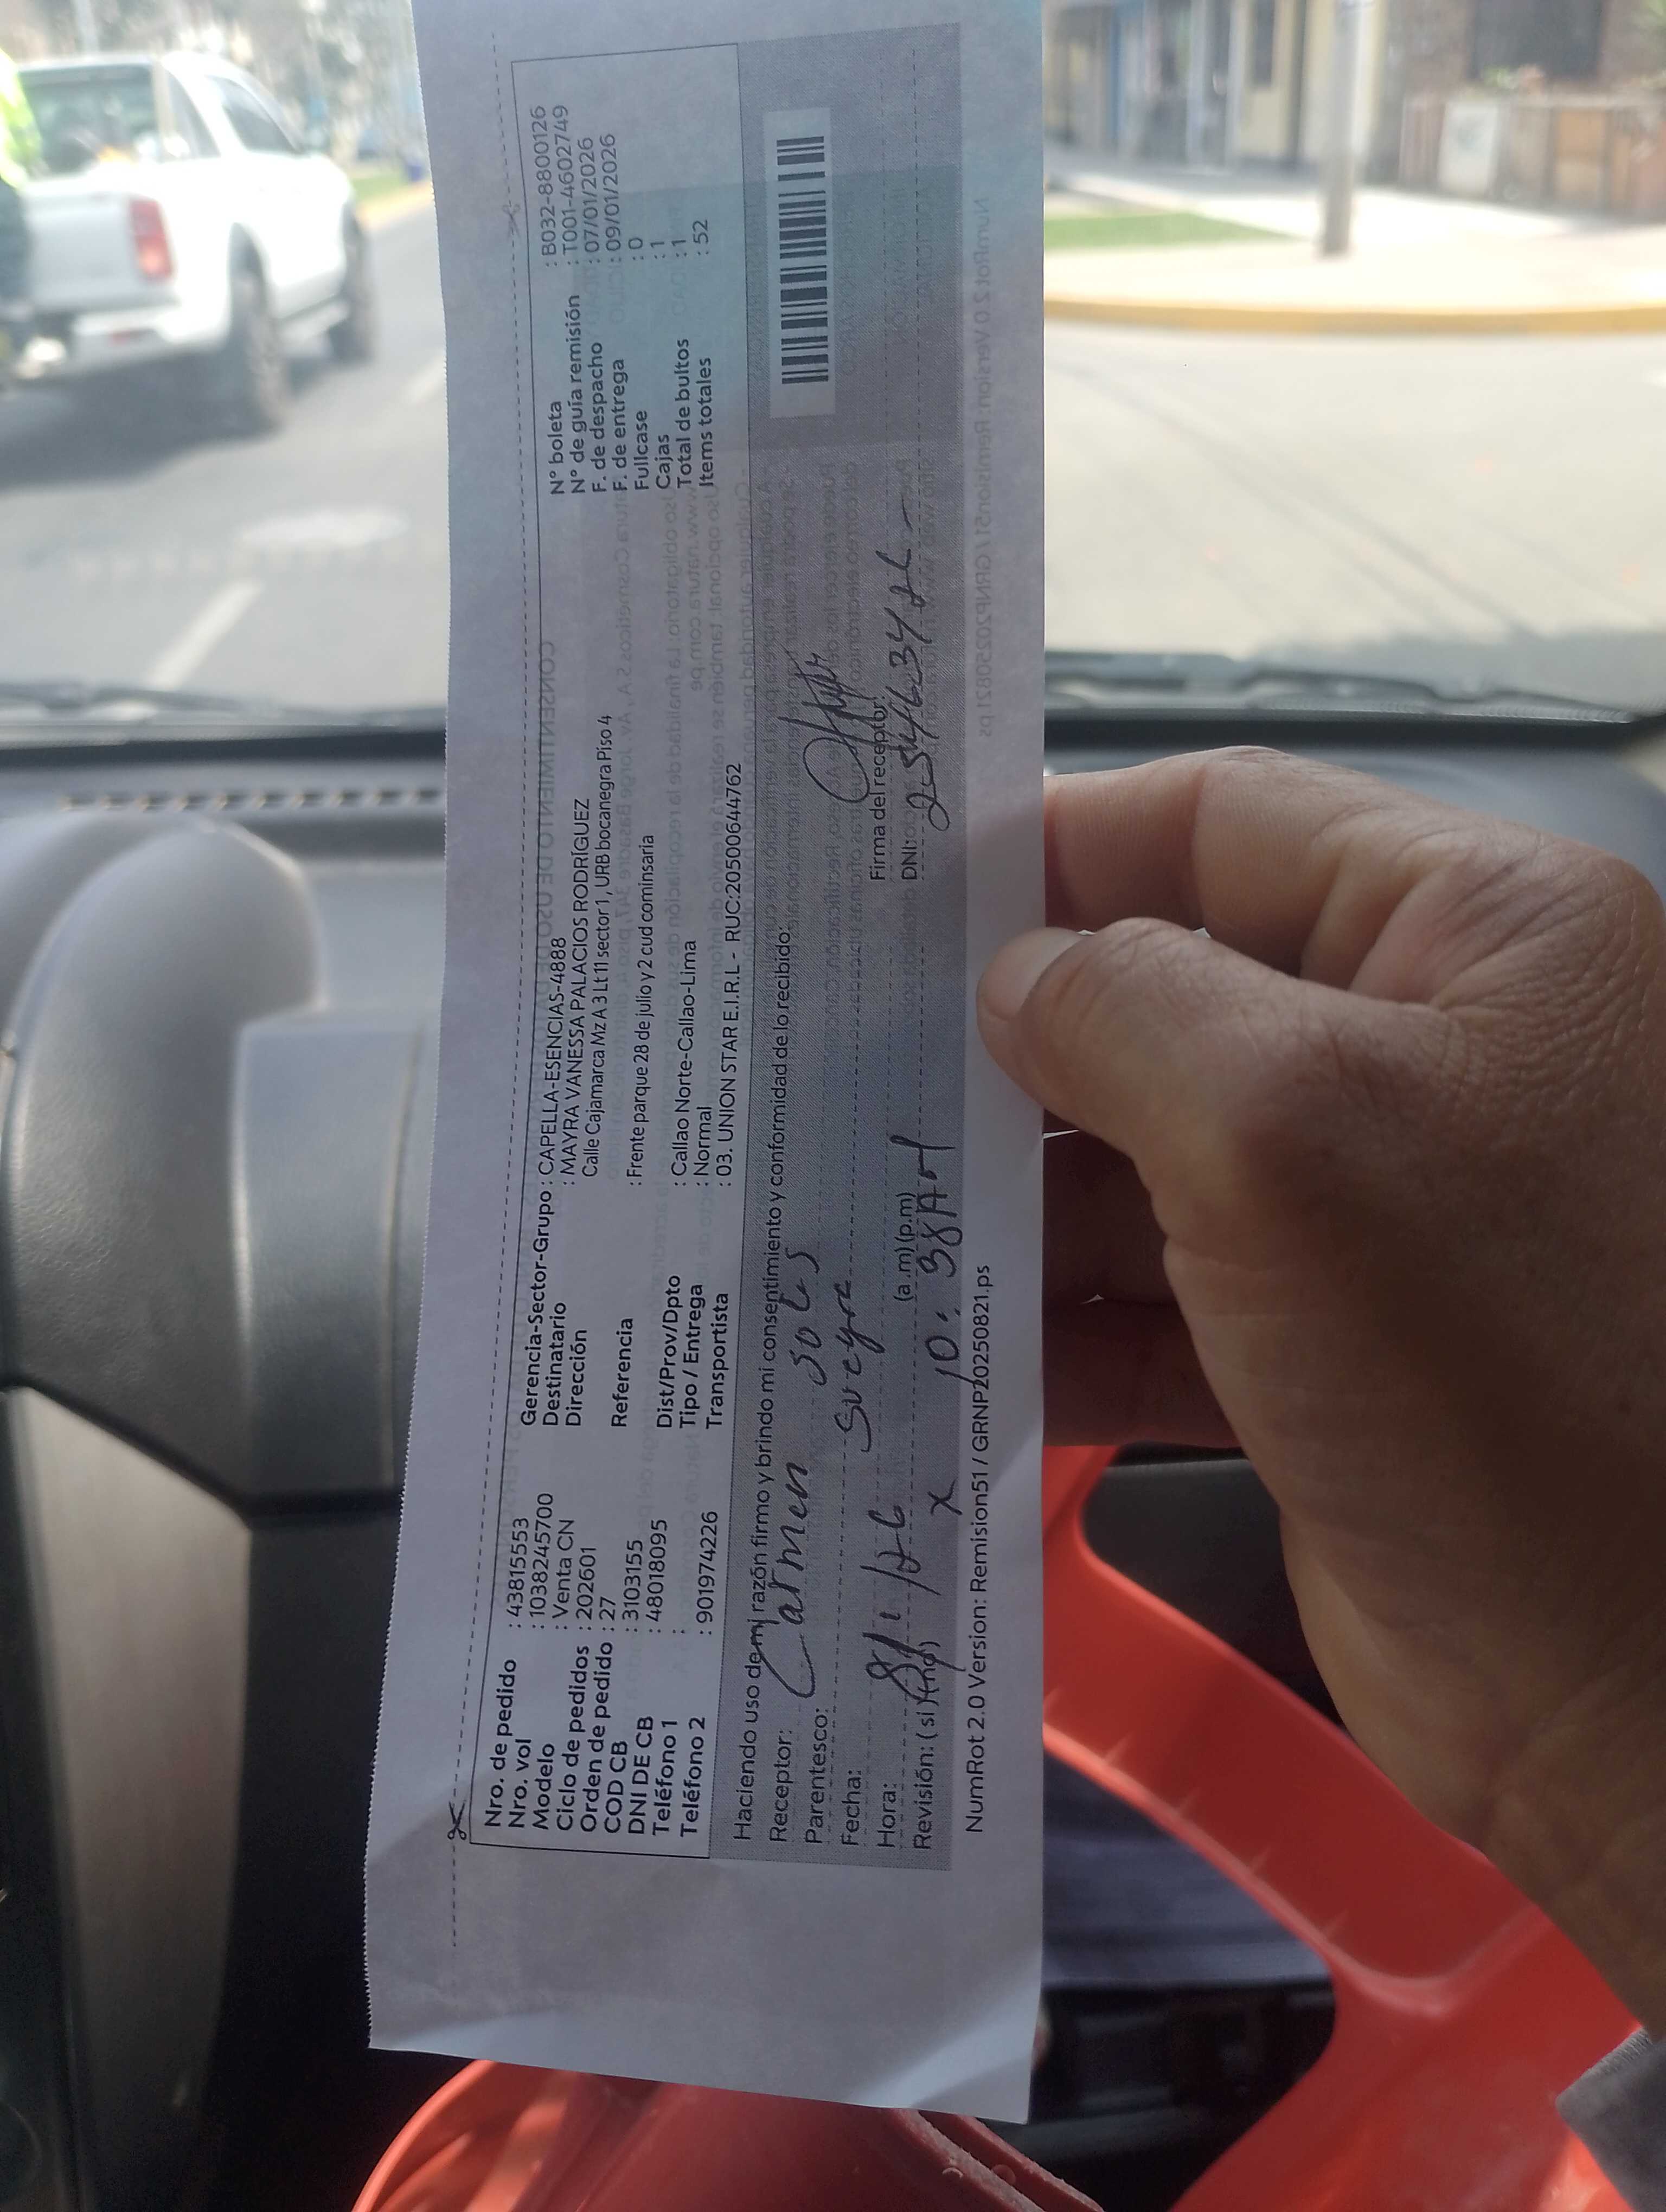 Nro. de pedido : 43815553
Nro. vol : 1038245700
Modelo : Venta CN
Ciclo de pedidos : 202601
Orden de pedido : 27
COD CB : 3103155
DNI DE CB : 48018095
Teléfono 1 :
Teléfono 2 : 901974226
Gerencia-Sector-Grupo : CAPELLA-ESENCIAS-4888
Destinatario : MAYRA VANESSA PALACIOS RODRÍGUEZ
Dirección Calle Cajamarca Mz A 3 Lt 11 sector 1, URB bocanegra Piso 4
Referencia : Frente parque 28 de julio y 2 cud cominsaria
Dist/Prov/Dpto : Callao Norte-Callao-Lima
Tipo / Entrega : Normal
Transportista : 03. UNION STAR E.I.R.L - RUC:20500644762
N° boleta : B032-8800126
N° de guía remisión : T001-46027749
F. de despacho : 07/01/2026
F. de entrega : 09/01/2026
Fullcase : 0
Cajas : 1
Total de bultos : 1
Items totales : 52
Haciendo uso de mi razón firmo y brindo mi consentimiento y conformidad de lo recibido:
Receptor: Carmen
Parentesco: Suegra
Fecha:
Hora: (a.m) (p.m) 10:38 AM
Revisión: ( si ) (no) x
Firma del receptor
DNI:
NumRot 2.0 Version: Remision51 / GRNP20250821.ps